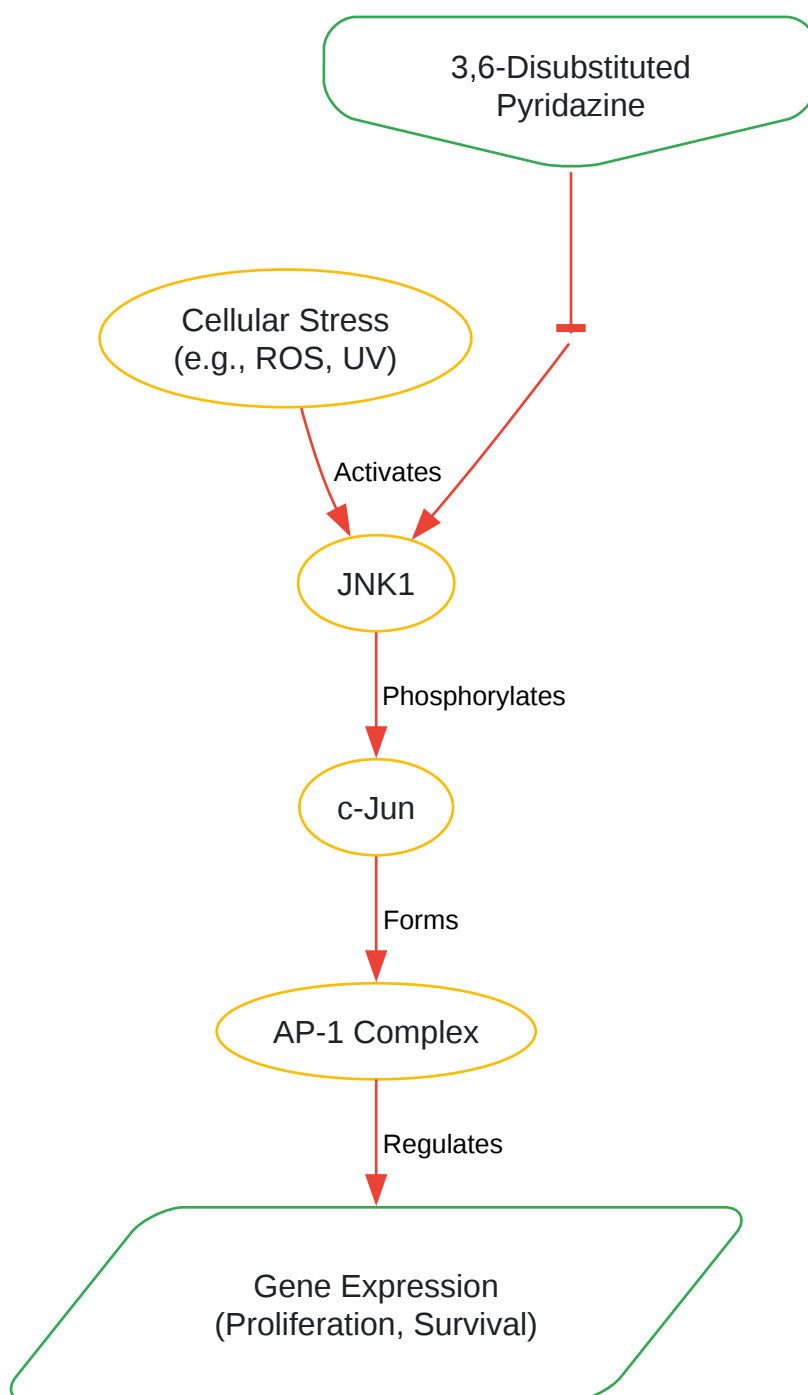 3,6-Disubstituted
Pyridazine
Cellular Stress
(e.g., ROS, UV)
Activates
JNK1
Phosphorylates
c-Jun
Forms
AP-1 Complex
Regulates
Gene Expression
(Proliferation, Survival)